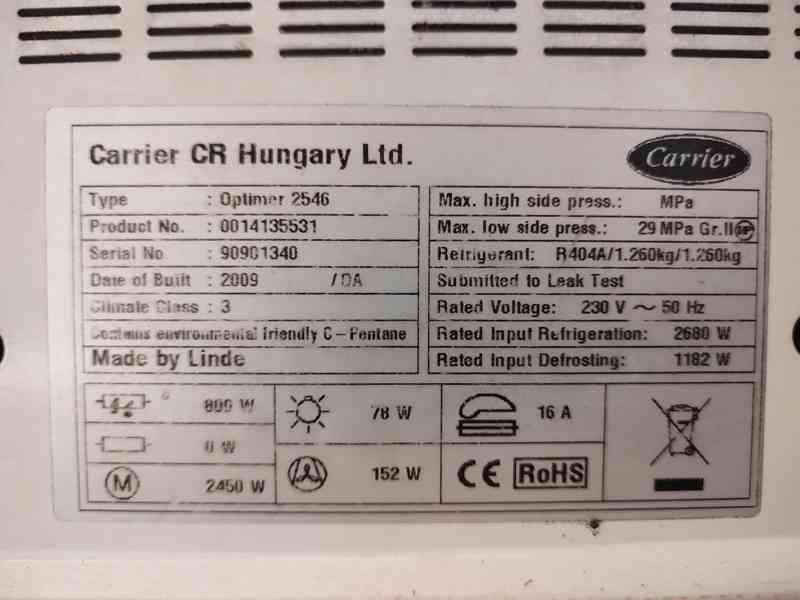 Carrier CR Hungary Ltd.
Carrier
Type : Optimer 2546
Product No. : 0014135531
Serial No : 90901340
Date of Built : 2009 / DA
Climate Class : 3
Contains environmental friendly C-Pentane
Made by Linde
Max. high side press.: MPa
Max. low side press.: 29 MPa Gr.II
Refrigerant: R404A/1.260kg/1.260kg
Submitted to Leak Test
Rated Voltage: 230 V ~ 50 Hz
Rated Input Refrigeration: 2680 W
Rated Input Defrosting: 1182 W
800 W
0 W
M 2450 W
78 W
152 W
16 A
CE RoHS